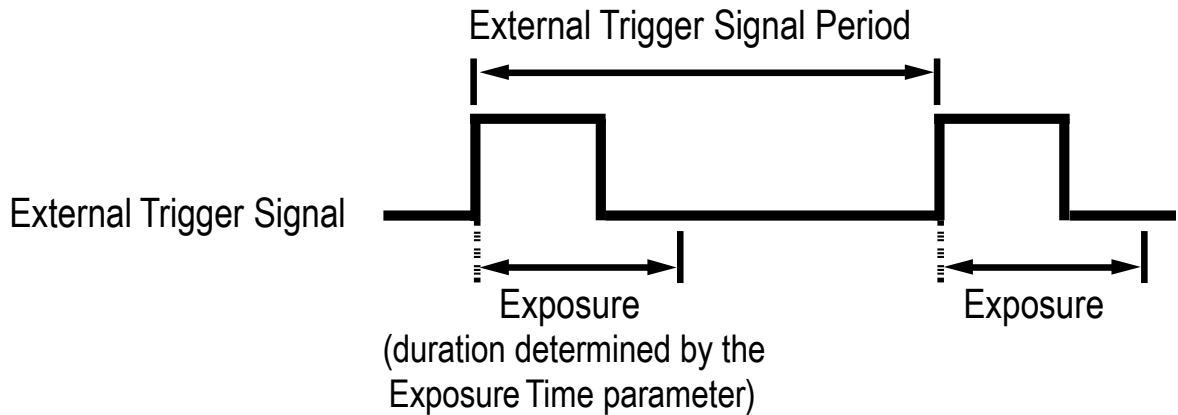 External Trigger Signal Period
External Trigger Signal
Exposure
(duration determined by the
Exposure Time parameter)
Exposure